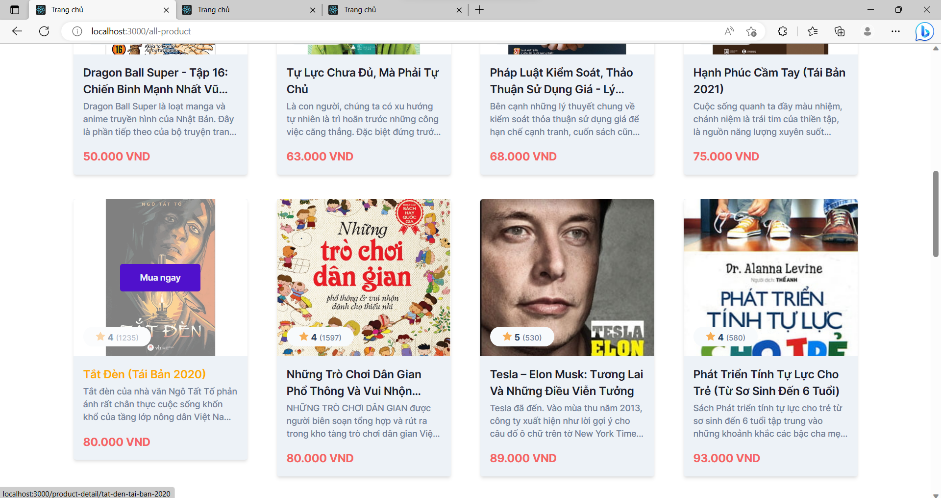 Trang chủ
Trang chủ
Trang chủ
localhost:3000/all-product
16
Dragon Ball Super - Tập 16:
Chiến Binh Mạnh Nhất Vũ...
Dragon Ball Super là loạt manga và
anime truyền hình của Nhật Bản. Đây
là phần tiếp theo của bộ truyện tran...
50.000 VND
Tự Lực Chưa Đủ, Mà Phải Tự
Chủ
Là con người, chúng ta có xu hướng
tự nhiên là trì hoãn trước những công
việc căng thẳng. Đặc biệt đứng trướ...
63.000 VND
Pháp Luật Kiểm Soát, Thảo
Thuận Sử Dụng Giá - Lý...
Bên cạnh những lý thuyết chung về
kiểm soát thỏa thuận sử dụng giá để
hạn chế cạnh tranh, cuốn sách cũn...
68.000 VND
Hạnh Phúc Cầm Tay (Tái Bản
2021)
Cuộc sống quanh ta đầy màu nhiệm,
chánh niệm là trái tim của thiền tập,
là nguồn năng lượng xuyên suốt...
75.000 VND
NGÔ TẤT TỐ
Mua ngay
TẮT ĐÈN
4 (1235)
Tắt Đèn (Tái Bản 2020)
Tắt đèn của nhà văn Ngô Tất Tố phản
ánh rất chân thực cuộc sống khốn
khổ của tầng lớp nông dân Việt Na...
80.000 VND
Những
trò chơi
dân gian
phổ thông & vui nhộn
dành cho thiếu nhi
4 (1597)
Những Trò Chơi Dân Gian
Phổ Thông Và Vui Nhộn...
NHỮNG TRÒ CHƠI DÂN GIAN được
người biên soạn tổng hợp và rút ra
trong kho tàng trò chơi dân gian Việ...
80.000 VND
TESLA
ELON
5 (530)
Tesla – Elon Musk: Tương Lai
Và Những Điều Viễn Tưởng
Tesla đã đến. Vào mùa thu năm 2013,
công ty xuất hiện như lời gợi ý cho
câu đố ô chữ trên tờ New York Time...
89.000 VND
Dr. Alanna Levine
Người dịch: THẾ ANH
PHÁT TRIỂN
TÍNH TỰ LỰC
CHO TRẺ
4 (580)
Phát Triển Tính Tự Lực Cho
Trẻ (Từ Sơ Sinh Đến 6 Tuổi)
Sách Phát triển tính tự lực cho trẻ từ
sơ sinh đến 6 tuổi tập trung vào
những khoảnh khắc các bậc cha mẹ...
93.000 VND
localhost:3000/product-detail/tat-den-tai-ban-2020